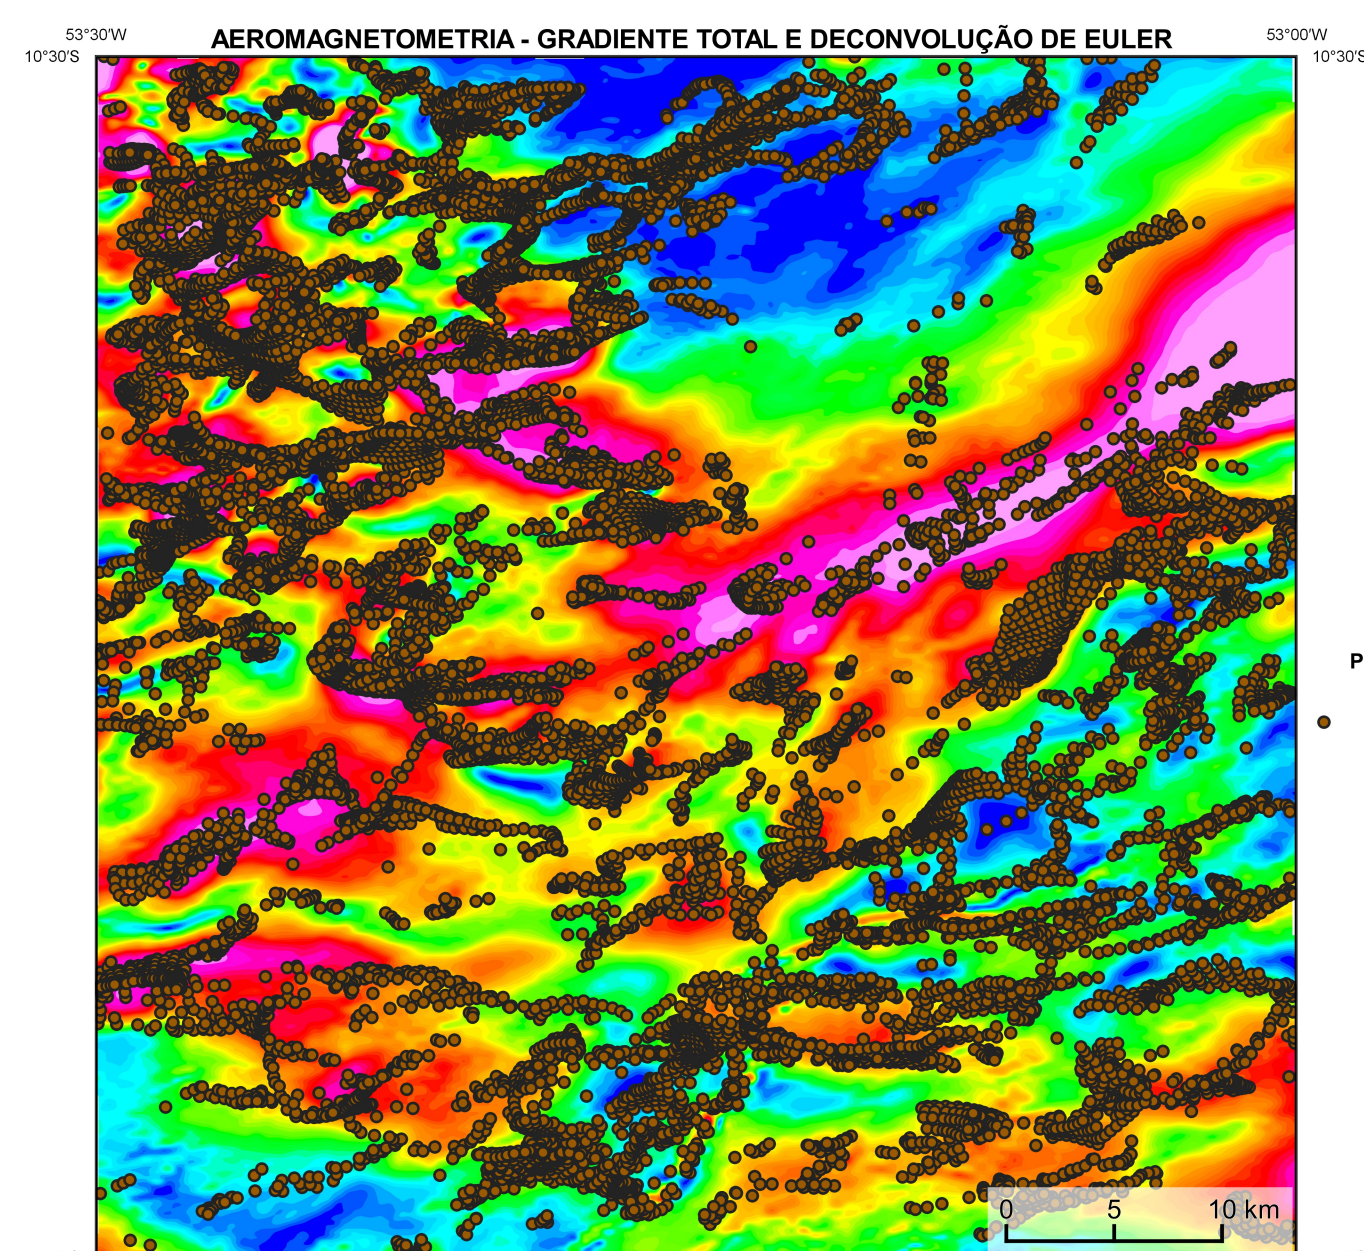 53°30'W
53°00'W
AEROMAGNETOMETRIA - GRADIENTE TOTAL E DECONVOLUÇÃO DE EULER
10°30'S
10°30'S
P
0 5 10 km